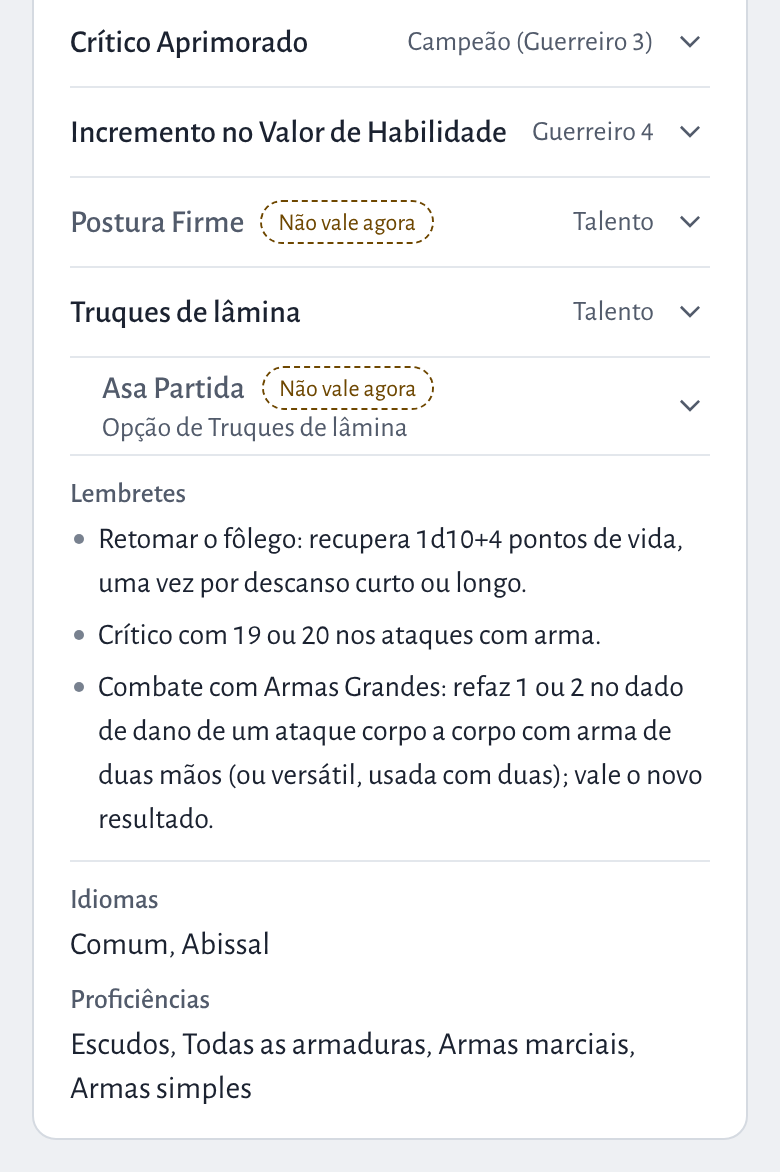 Crítico Aprimorado Campeão (Guerreiro 3)
Incremento no Valor de Habilidade Guerreiro 4
Postura Firme Não vale agora Talento
Truques de lâmina Talento
Asa Partida Não vale agora
Opção de Truques de lâmina
Lembretes
• Retomar o fôlego: recupera 1d10+4 pontos de vida,
uma vez por descanso curto ou longo.
• Crítico com 19 ou 20 nos ataques com arma.
• Combate com Armas Grandes: refaz 1 ou 2 no dado
de dano de um ataque corpo a corpo com arma de
duas mãos (ou versátil, usada com duas); vale o novo
resultado.
Idiomas
Comum, Abissal
Proficiências
Escudos, Todas as armaduras, Armas marciais,
Armas simples